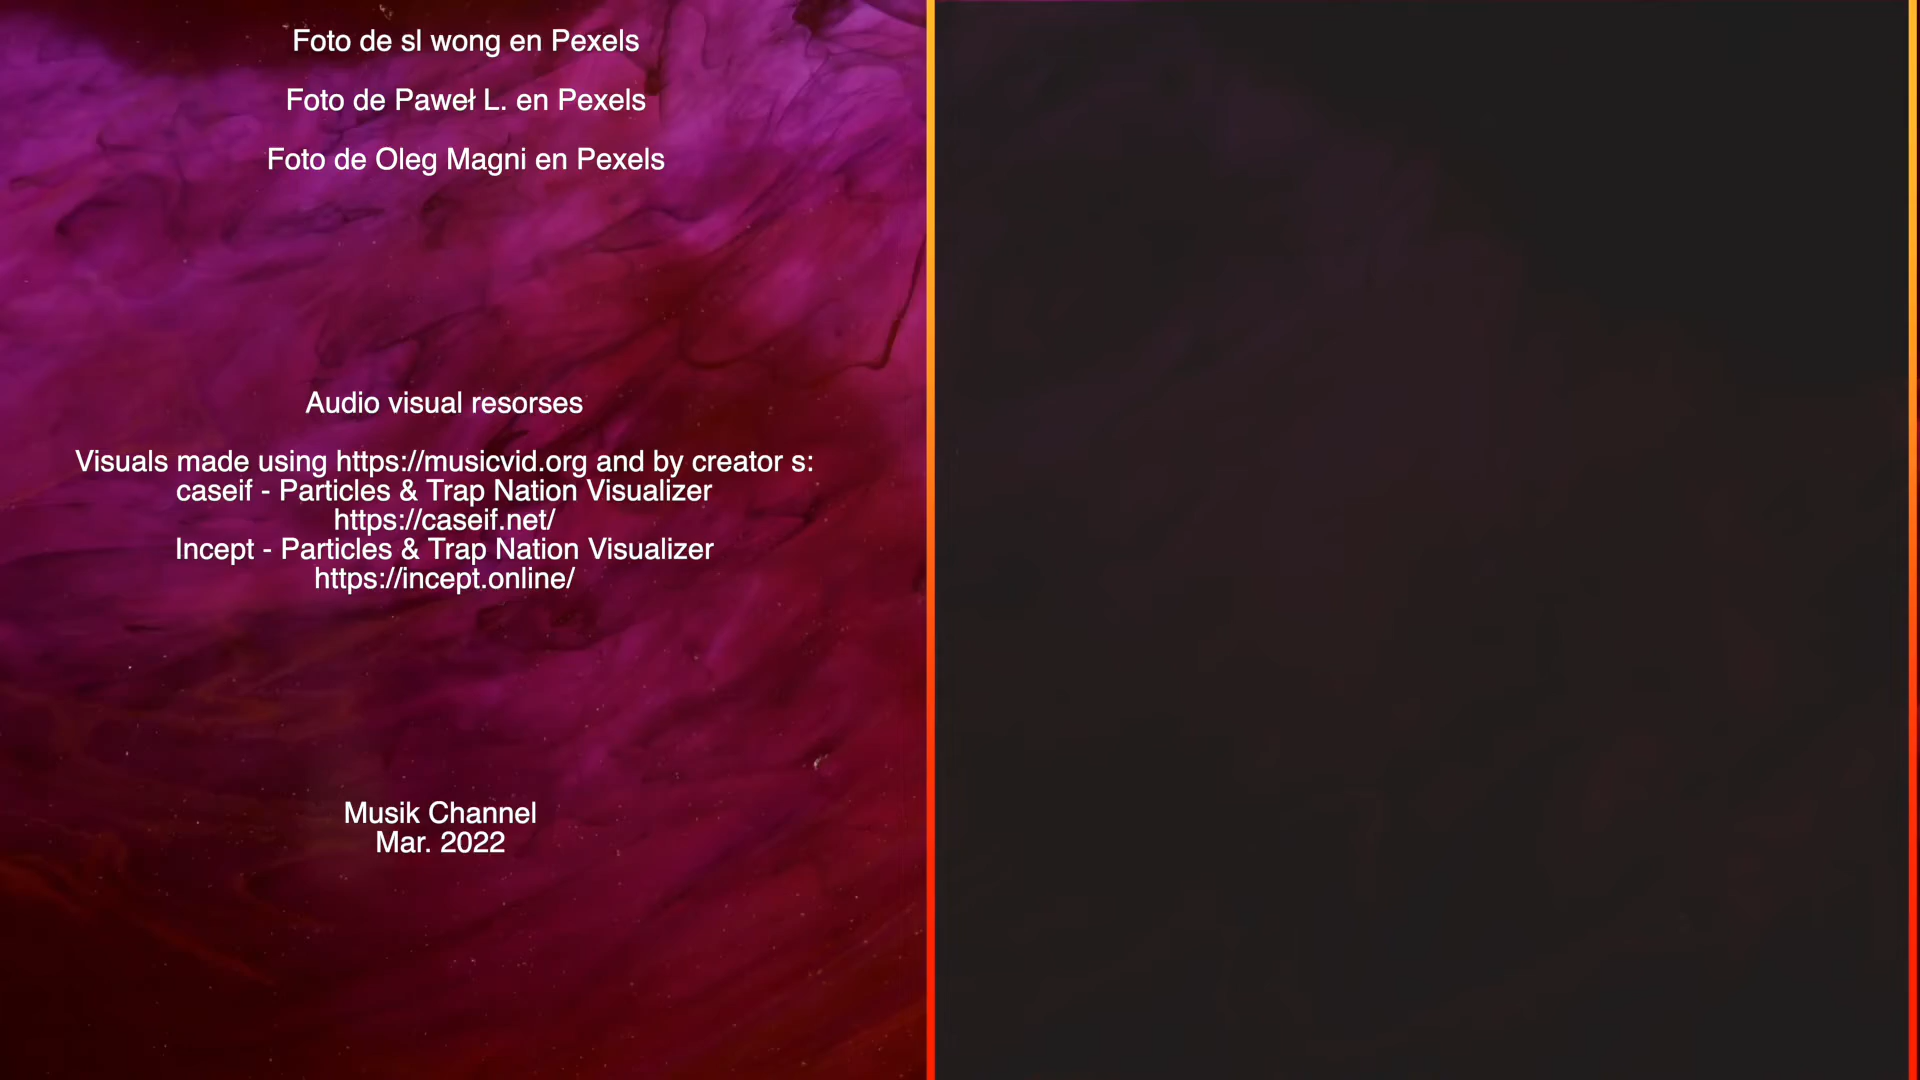 Foto de sl wong en Pexels
Foto de Paweł L. en Pexels
Foto de Oleg Magni en Pexels
Audio visual resorses
Visuals made using https://musicvid.org and by creator s:
caseif - Particles & Trap Nation Visualizer
https://caseif.net/
Incept - Particles & Trap Nation Visualizer
https://incept.online/
Musik Channel
Mar. 2022